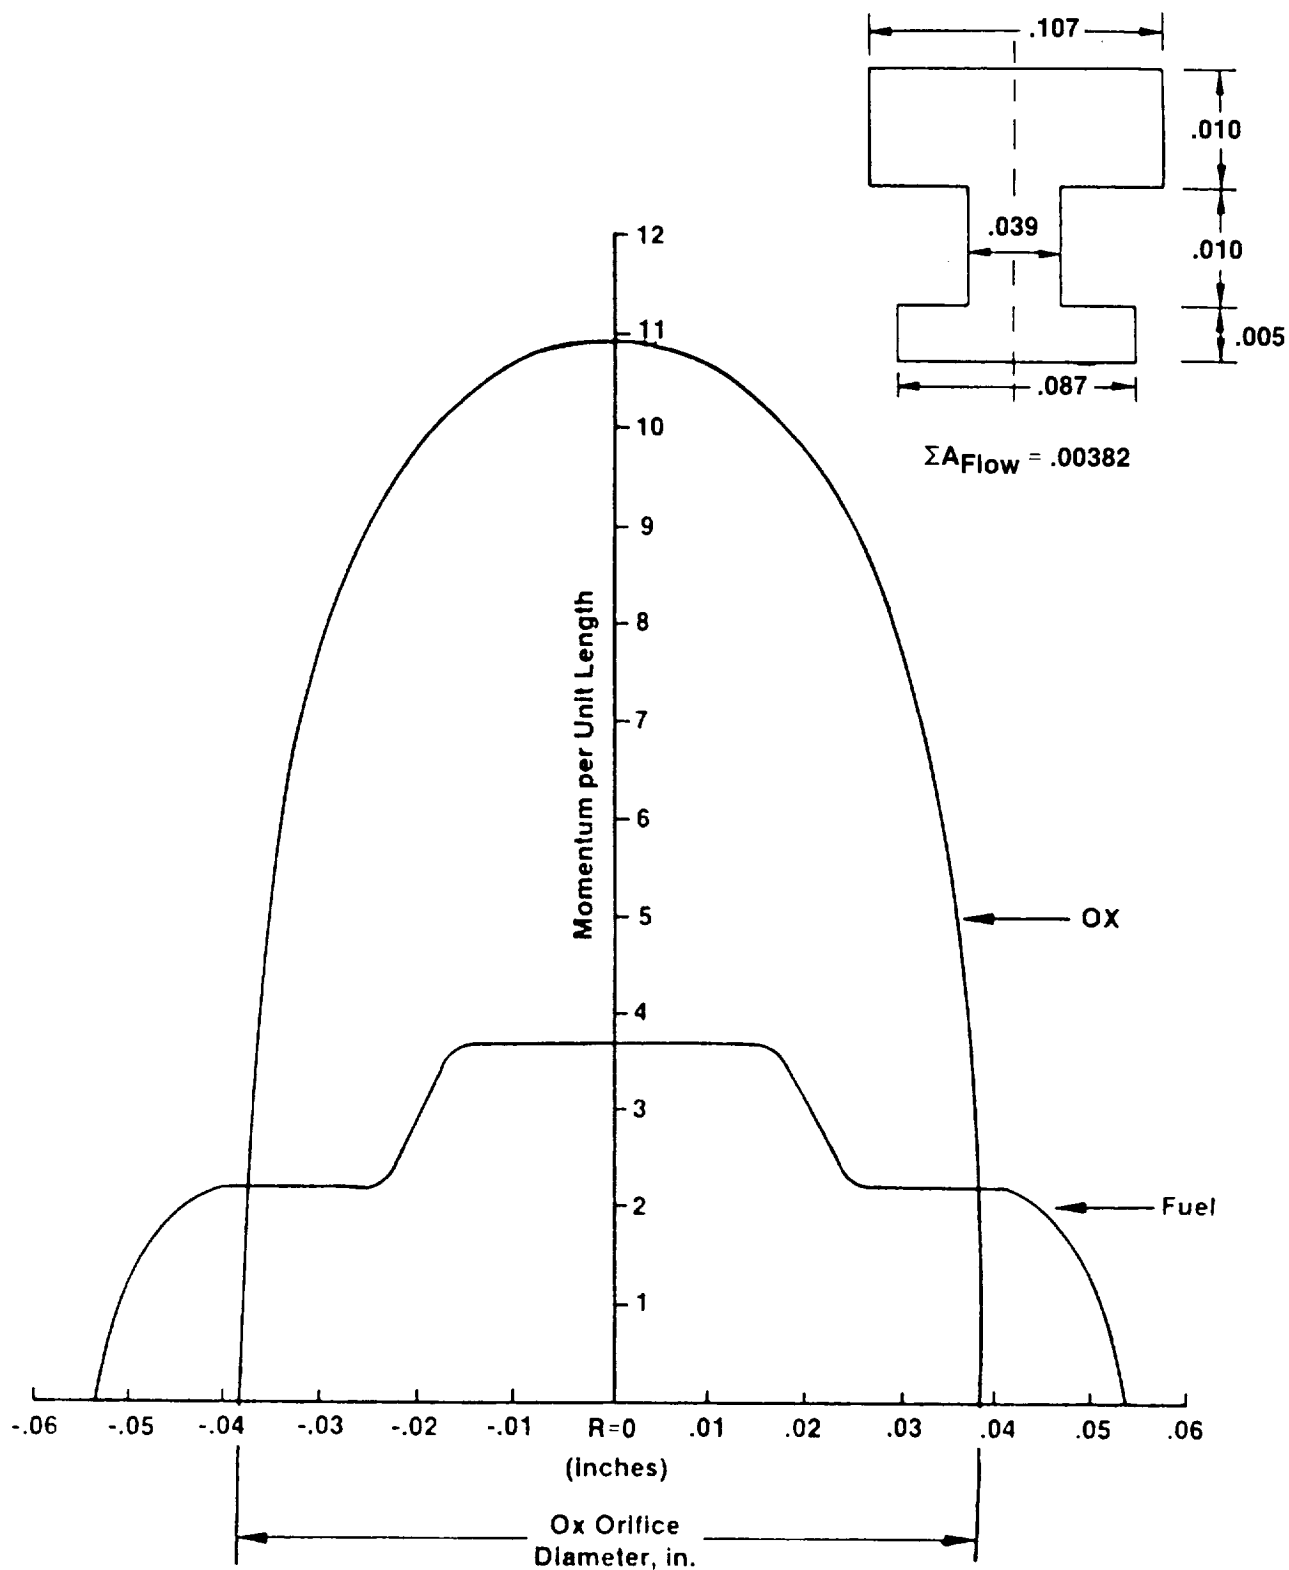 .107
.010
.039
.010
.005
.087
ΣAFlow = .00382
12
11
10
9
8
7
6
5
4
3
2
1
Momentum per Unit Length
OX
Fuel
-.06 -.05 -.04 -.03 -.02 -.01 R=0 .01 .02 .03 .04 .05 .06
(inches)
Ox Orifice
Diameter, in.